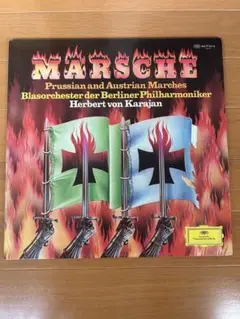 MÄRSCHE
Prussian and Austrian Marches
Blasorchester der Berliner Philharmoniker
Herbert von Karajan